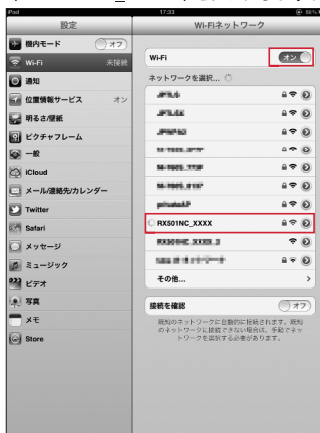 iPad
17:33
設定
Wi-Fiネットワーク
機内モード
オフ
Wi-Fi
未接続
通知
位置情報サービス
オン
明るさ/壁紙
ピクチャフレーム
一般
iCloud
メール/連絡先/カレンダー
Twitter
Safari
メッセージ
ミュージック
ビデオ
写真
メモ
Store
Wi-Fi
オン
ネットワークを選択...
RX501NC_XXXX
その他...
接続を確認
オフ
既知のネットワークに自動的に接続されます。既知
のネットワークに接続できない場合は、手動でネッ
トワークを選択する必要があります。